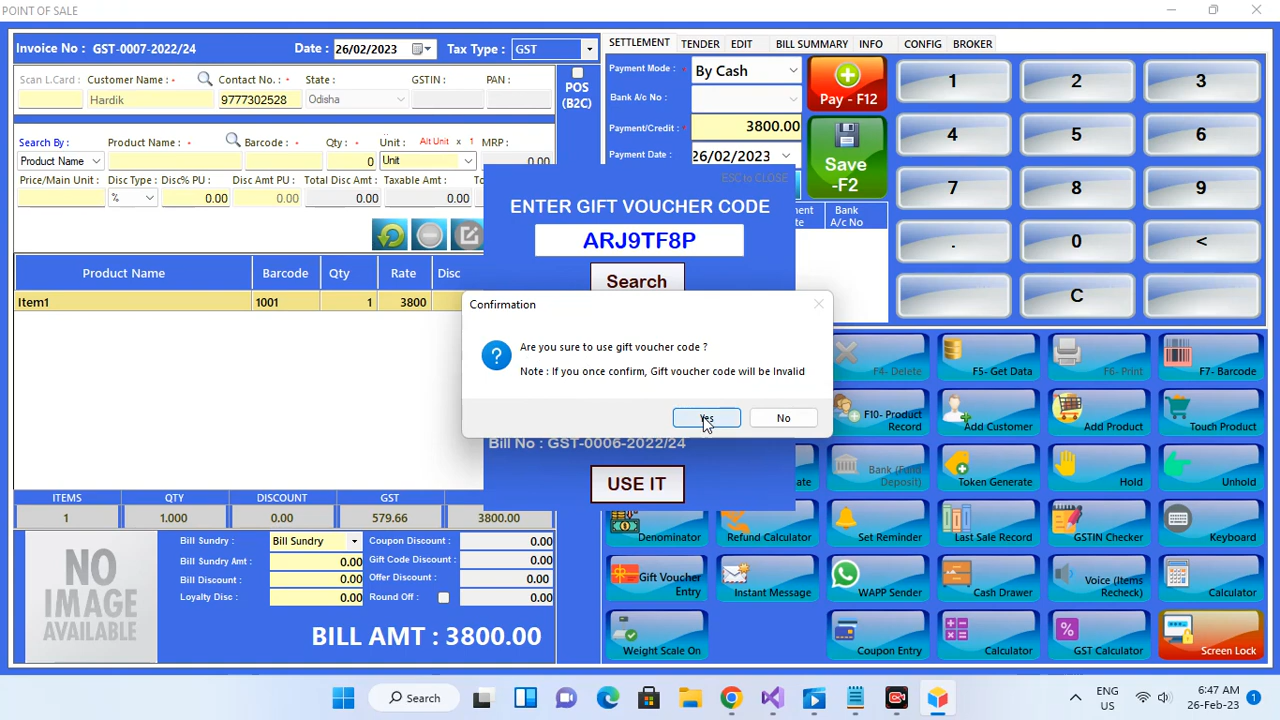 POINT OF SALE
Invoice No : GST-0007-2022/24
Date : 26/02/2023
Tax Type : GST
Scan L.Card : Customer Name : * Contact No. : * State : GSTIN : PAN :
Hardik 9777302528 Odisha
POS
(B2C)
Search By : Product Name : * Barcode : * Qty : * Unit : Alt Unit x 1 MRP :
Product Name 0 Unit 0.00
Price/Main Unit Disc Type : Disc% PU : Disc Amt PU : Total Disc Amt : Taxable Amt :
% 0.00 0.00 0.00 0.00
Product Name Barcode Qty Rate Disc
Item1 1001 1 3800
ITEMS QTY DISCOUNT GST
1 1.000 0.00 579.66 3800.00
NO
IMAGE
AVAILABLE
Bill Sundry : Bill Sundry
Bill Sundry Amt : 0.00
Bill Discount : 0.00
Loyalty Disc : 0.00
Coupon Discount : 0.00
Gift Code Discount : 0.00
Offer Discount : 0.00
Round Off : 0.00
BILL AMT : 3800.00
SETTLEMENT TENDER EDIT BILL SUMMARY INFO CONFIG BROKER
Payment Mode : * By Cash
Bank A/c No :
Payment/Credit : * 3800.00
Payment Date : 26/02/2023
Pay - F12
Save
-F2
Bank
A/c No
1 2 3
4 5 6
7 8 9
. 0 <
C
ESC to CLOSE
ENTER GIFT VOUCHER CODE
ARJ9TF8P
Search
Confirmation
Are you sure to use gift voucher code ?
Note : If you once confirm, Gift voucher code will be Invalid
Yes No
Bill No : GST-0006-2022/24
USE IT
F4- Delete
F5- Get Data
F6- Print
F7- Barcode
F10- Product
Record
Add Customer
Add Product
Touch Product
Bank (Fund
Deposit)
Token Generate
Hold
Unhold
Denominator
Refund Calculator
Set Reminder
Last Sale Record
GSTIN Checker
Keyboard
Gift Voucher
Entry
Instant Message
WAPP Sender
Cash Drawer
Voice (Items
Recheck)
Calculator
Weight Scale On
Coupon Entry
Calculator
GST Calculator
Screen Lock
Search
ENG
US
6:47 AM
26-Feb-23
1